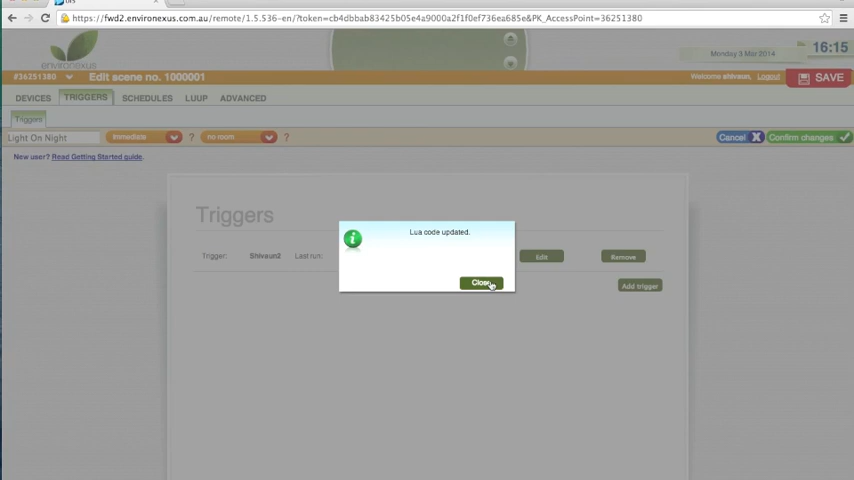 UI5
https://fwd2.environexus.com.au/remote/1.5.536-en/?token=cb4dbbab83425b05e4a9000a2f1f0ef736ea685e&PK_AccessPoint=36251380
environexus
Monday 3 Mar 2014
16:15
#36251380
Edit scene no. 1000001
Welcome shivaun, Logout
SAVE
DEVICES TRIGGERS SCHEDULES LUUP ADVANCED
Triggers
Light On Night Immediate ? no room ? Cancel X Confirm changes
New user? Read Getting Started guide.
Triggers
Lua code updated.
Trigger: Shivaun2 Last run: Edit Remove
Close
Add trigger